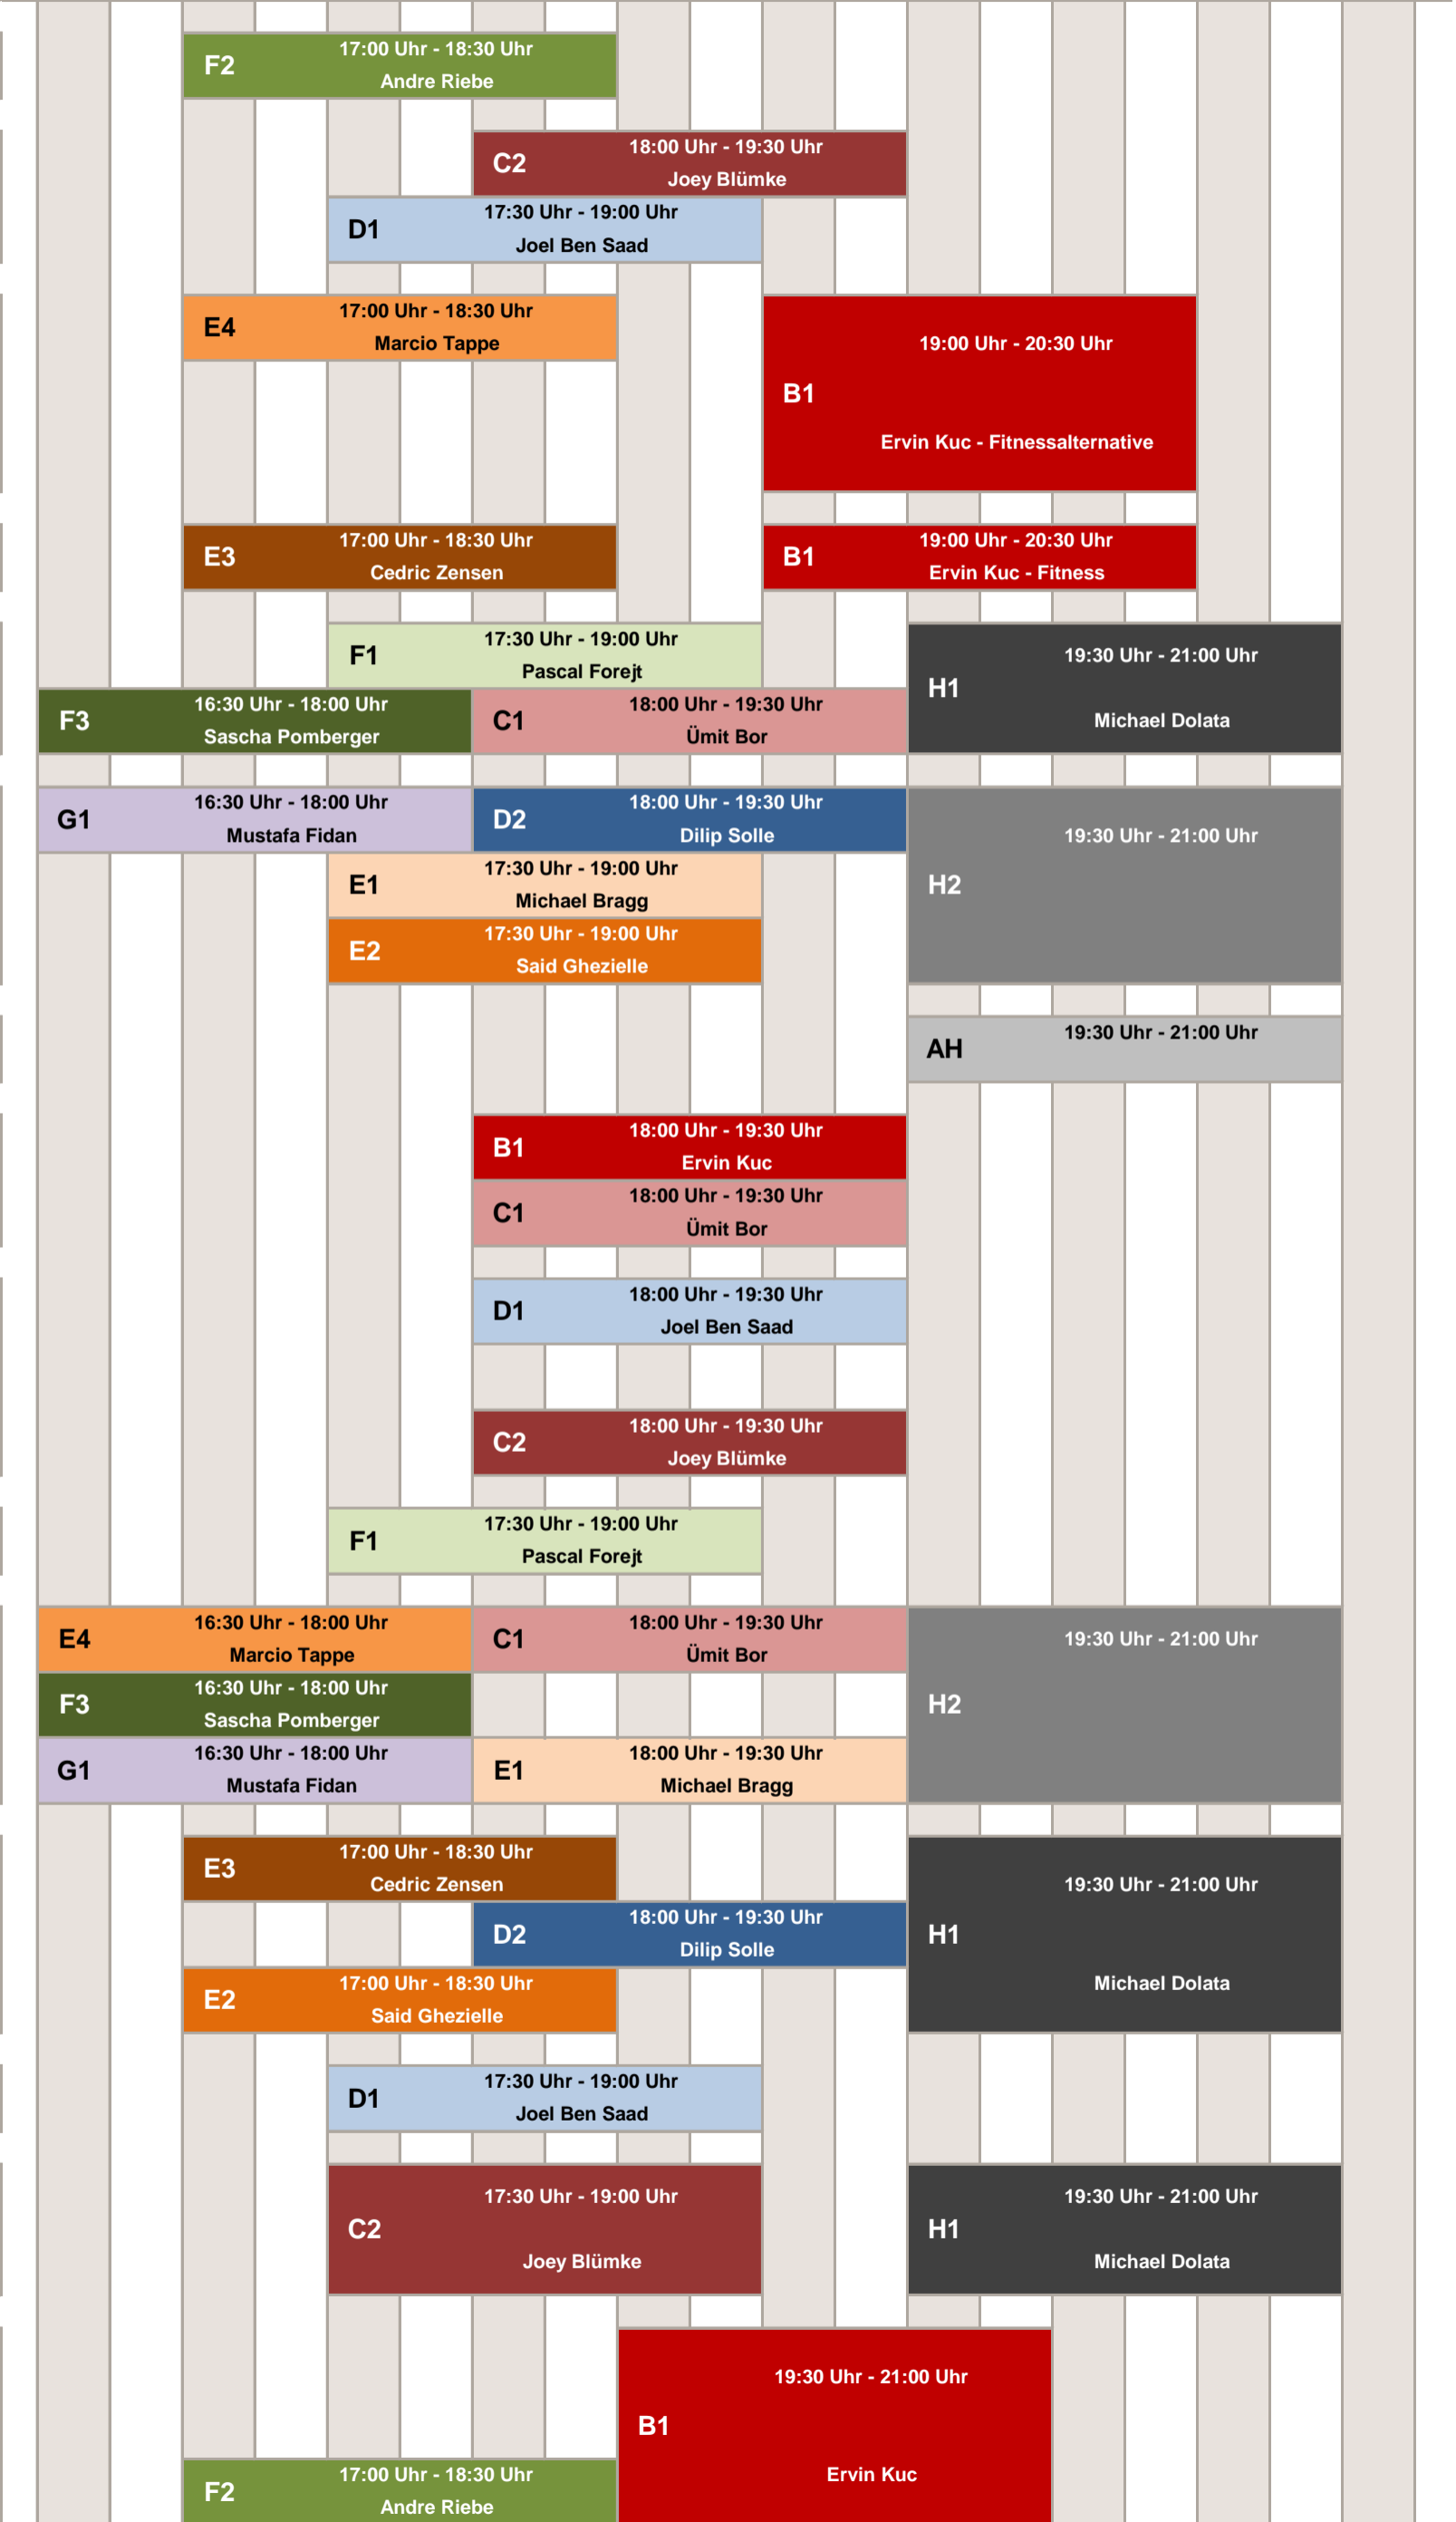 F2
17:00 Uhr - 18:30 Uhr
Andre Riebe
C2
18:00 Uhr - 19:30 Uhr
Joey Blümke
D1
17:30 Uhr - 19:00 Uhr
Joel Ben Saad
E4
17:00 Uhr - 18:30 Uhr
Marcio Tappe
B1
19:00 Uhr - 20:30 Uhr
Ervin Kuc - Fitnessalternative
E3
17:00 Uhr - 18:30 Uhr
Cedric Zensen
B1
19:00 Uhr - 20:30 Uhr
Ervin Kuc - Fitness
F1
17:30 Uhr - 19:00 Uhr
Pascal Forejt
H1
19:30 Uhr - 21:00 Uhr
Michael Dolata
F3
16:30 Uhr - 18:00 Uhr
Sascha Pomberger
C1
18:00 Uhr - 19:30 Uhr
Ümit Bor
G1
16:30 Uhr - 18:00 Uhr
Mustafa Fidan
D2
18:00 Uhr - 19:30 Uhr
Dilip Solle
H2
19:30 Uhr - 21:00 Uhr
E1
17:30 Uhr - 19:00 Uhr
Michael Bragg
E2
17:30 Uhr - 19:00 Uhr
Said Ghezielle
AH
19:30 Uhr - 21:00 Uhr
B1
18:00 Uhr - 19:30 Uhr
Ervin Kuc
C1
18:00 Uhr - 19:30 Uhr
Ümit Bor
D1
18:00 Uhr - 19:30 Uhr
Joel Ben Saad
C2
18:00 Uhr - 19:30 Uhr
Joey Blümke
F1
17:30 Uhr - 19:00 Uhr
Pascal Forejt
E4
16:30 Uhr - 18:00 Uhr
Marcio Tappe
C1
18:00 Uhr - 19:30 Uhr
Ümit Bor
H2
19:30 Uhr - 21:00 Uhr
F3
16:30 Uhr - 18:00 Uhr
Sascha Pomberger
G1
16:30 Uhr - 18:00 Uhr
Mustafa Fidan
E1
18:00 Uhr - 19:30 Uhr
Michael Bragg
E3
17:00 Uhr - 18:30 Uhr
Cedric Zensen
H1
19:30 Uhr - 21:00 Uhr
Michael Dolata
D2
18:00 Uhr - 19:30 Uhr
Dilip Solle
E2
17:00 Uhr - 18:30 Uhr
Said Ghezielle
D1
17:30 Uhr - 19:00 Uhr
Joel Ben Saad
C2
17:30 Uhr - 19:00 Uhr
Joey Blümke
H1
19:30 Uhr - 21:00 Uhr
Michael Dolata
B1
19:30 Uhr - 21:00 Uhr
Ervin Kuc
F2
17:00 Uhr - 18:30 Uhr
Andre Riebe